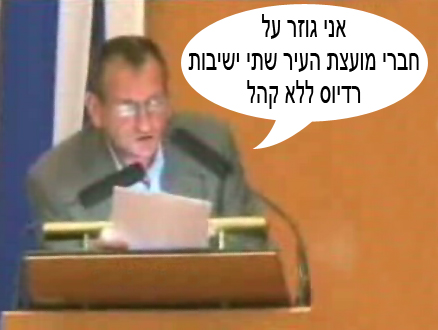 אני גוזר על
חברי מועצת העיר שתי ישיבות
רדיוס ללא קהל